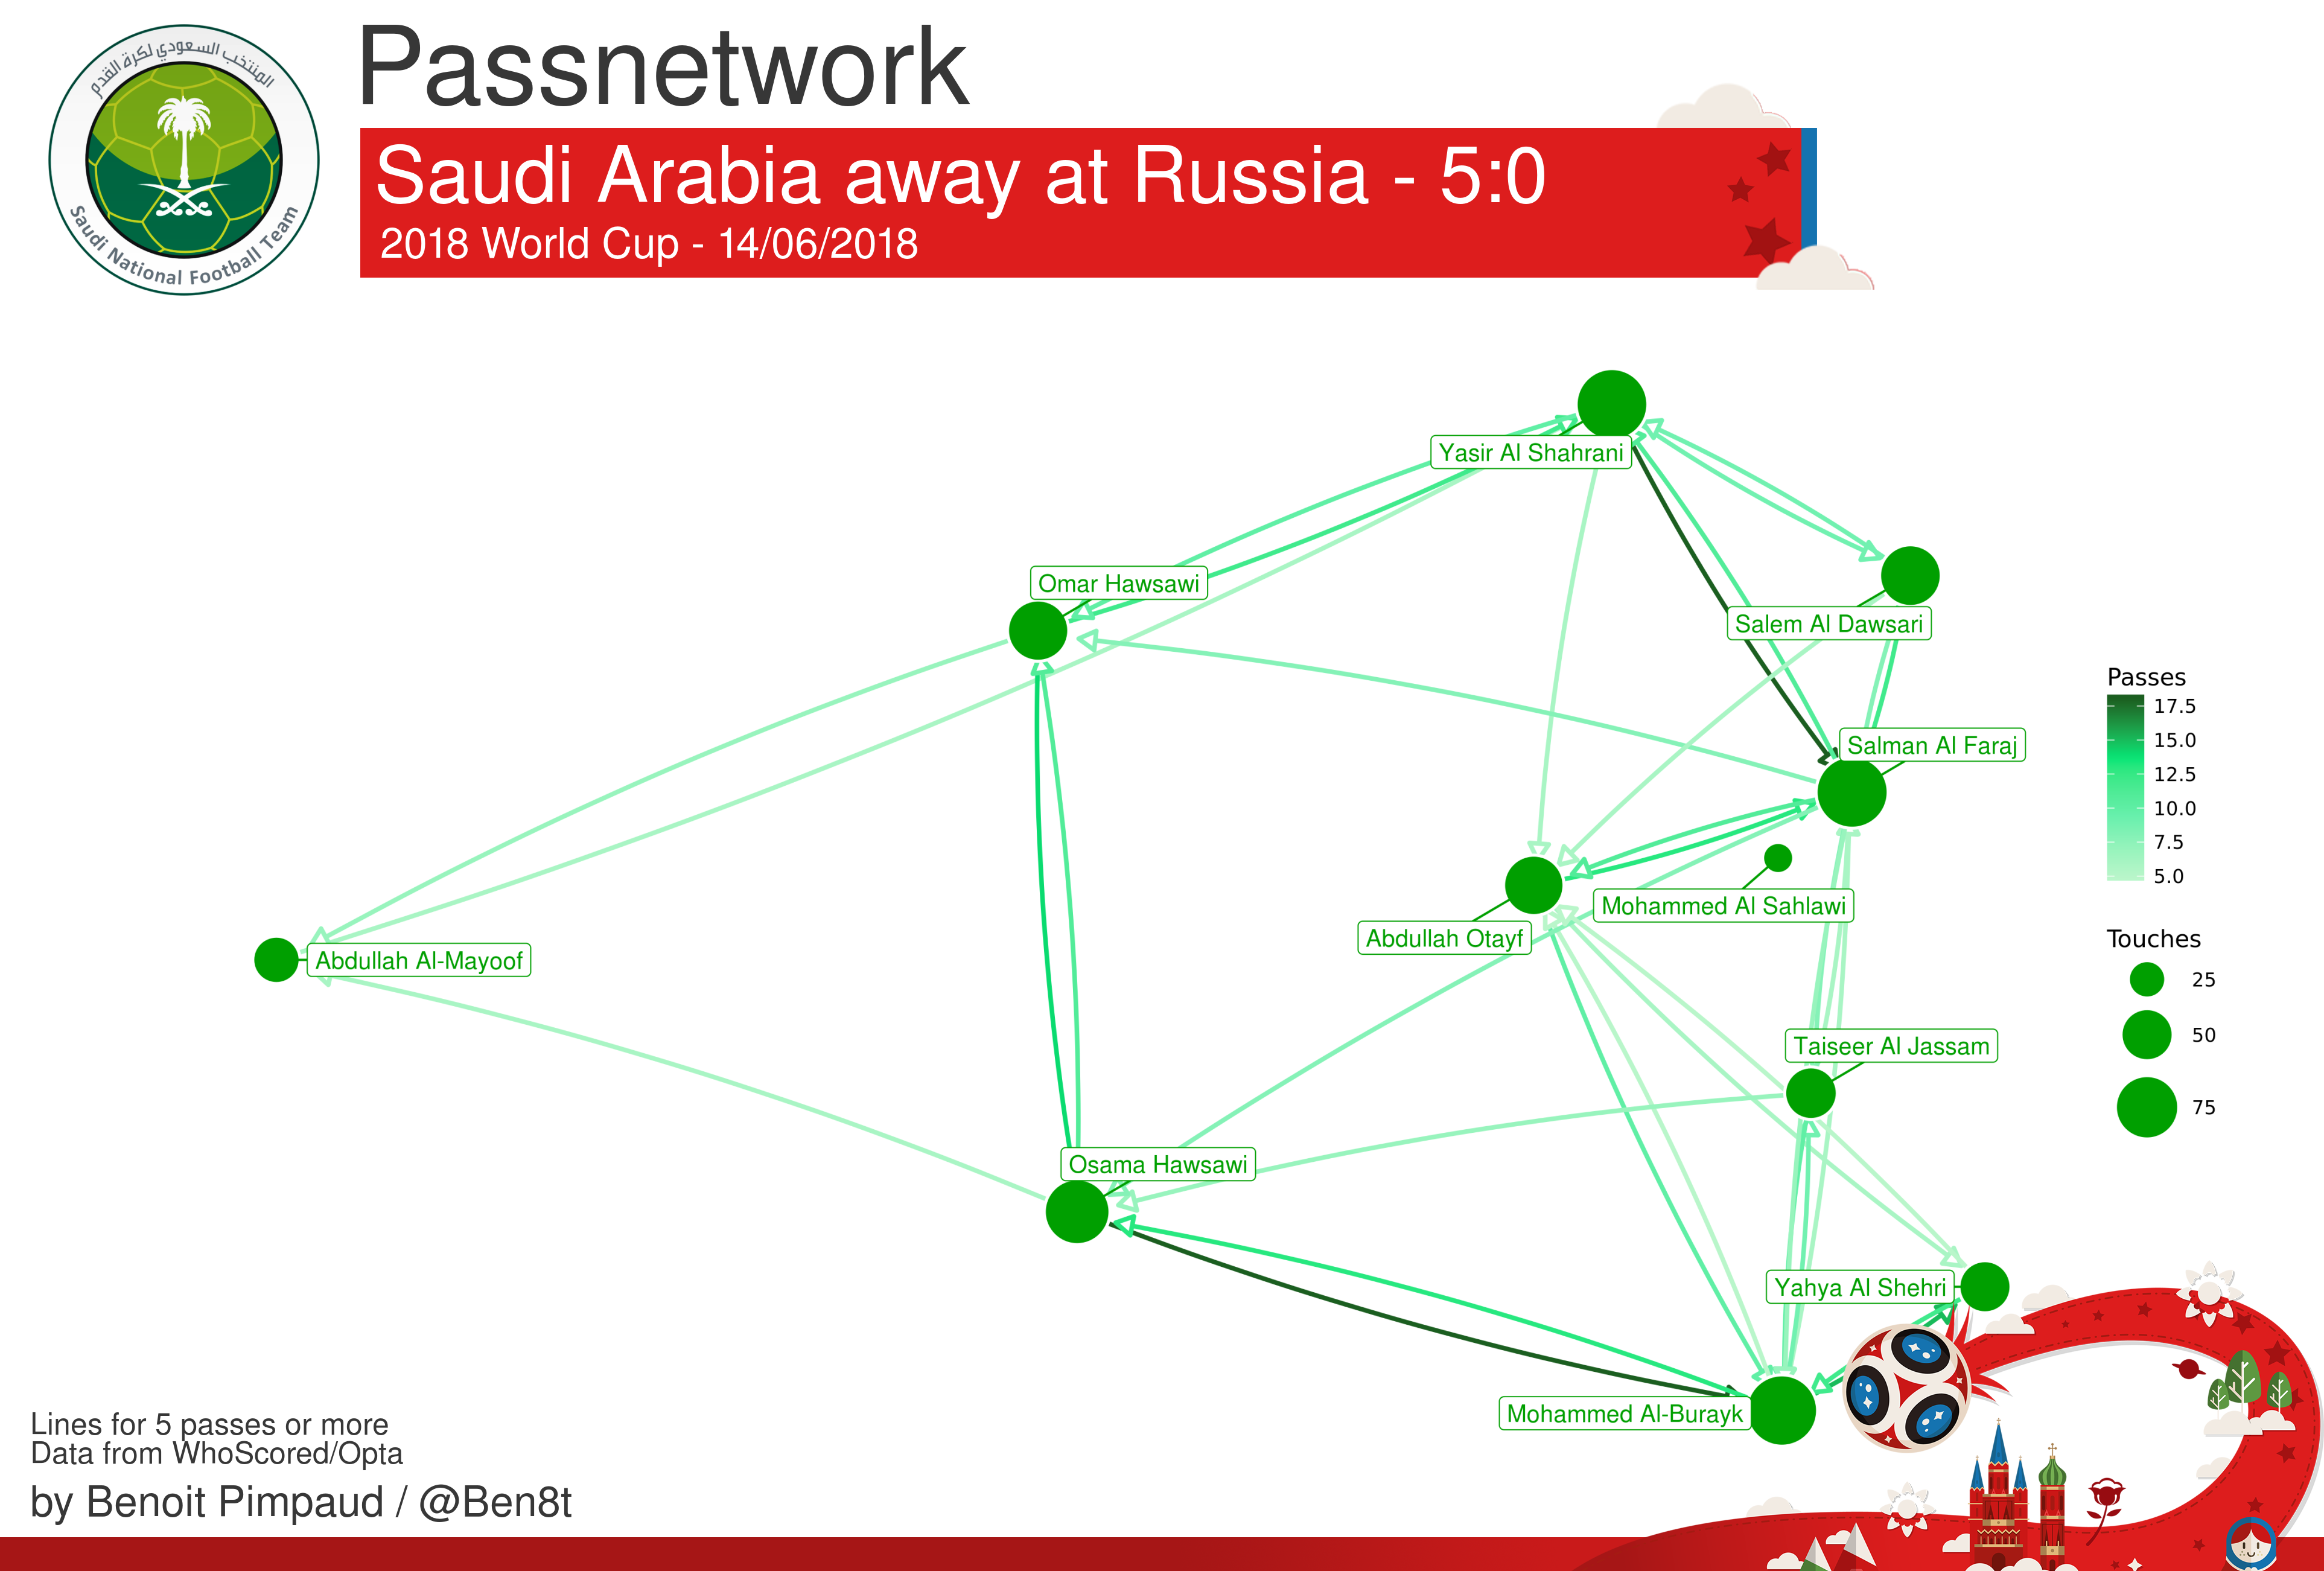 المنتخب السعودي لكرة القدم
Saudi National Football Team
Passnetwork
Saudi Arabia away at Russia - 5:0
2018 World Cup - 14/06/2018
Yasir Al Shahrani
Omar Hawsawi
Salem Al Dawsari
Salman Al Faraj
Mohammed Al Sahlawi
Abdullah Otayf
Abdullah Al-Mayoof
Taiseer Al Jassam
Osama Hawsawi
Yahya Al Shehri
Mohammed Al-Burayk
Passes
17.5
15.0
12.5
10.0
7.5
5.0
Touches
25
50
75
Lines for 5 passes or more
Data from WhoScored/Opta
by Benoit Pimpaud / @Ben8t